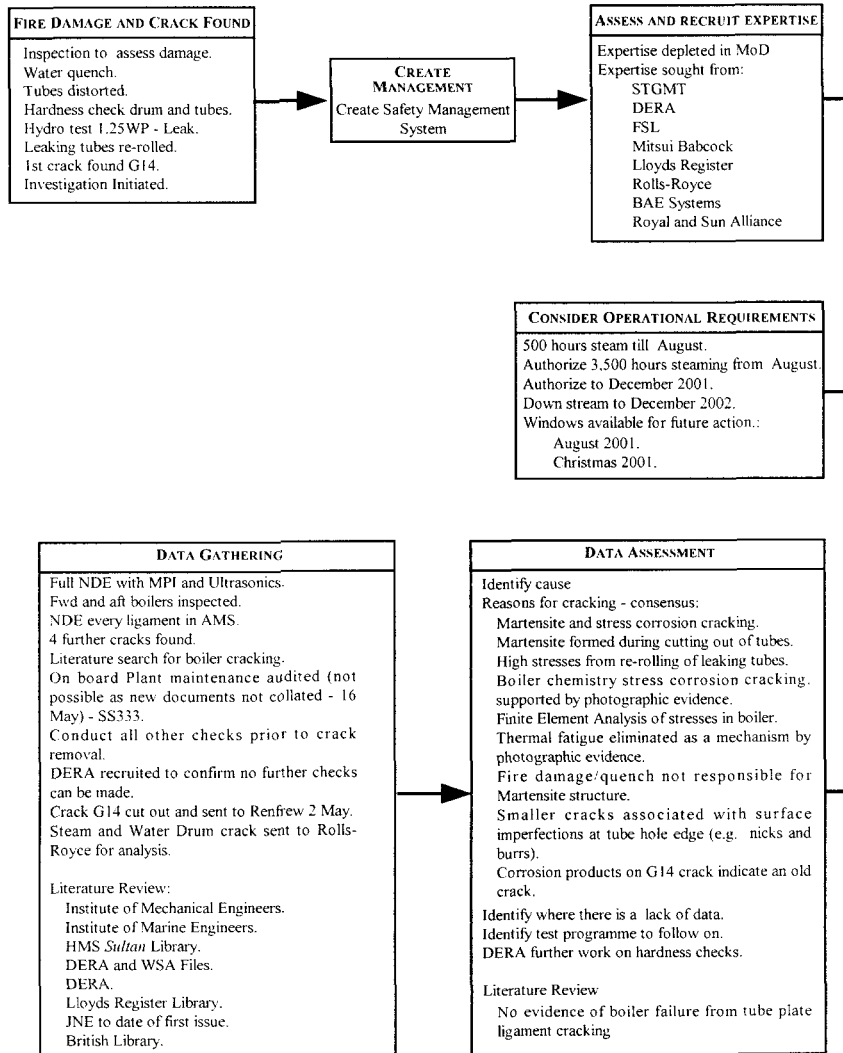 FIRE DAMAGE AND CRACK FOUND
Inspection to assess damage.
Water quench.
Tubes distorted.
Hardness check drum and tubes.
Hydro test 1.25WP - Leak.
Leaking tubes re-rolled.
1st crack found G14.
Investigation Initiated.
CREATE
MANAGEMENT
Create Safety Management
System
ASSESS AND RECRUIT EXPERTISE
Expertise depleted in MoD
Expertise sought from:
STGMT
DERA
FSL
Mitsui Babcock
Lloyds Register
Rolls-Royce
BAE Systems
Royal and Sun Alliance
CONSIDER OPERATIONAL REQUIREMENTS
500 hours steam till August.
Authorize 3,500 hours steaming from August.
Authorize to December 2001.
Down stream to December 2002.
Windows available for future action.:
August 2001.
Christmas 2001.
DATA GATHERING
Full NDE with MPI and Ultrasonics.
Fwd and aft boilers inspected.
NDE every ligament in AMS.
4 further cracks found.
Literature search for boiler cracking.
On board Plant maintenance audited (not
possible as new documents not collated - 16
May) - SS333.
Conduct all other checks prior to crack
removal.
DERA recruited to confirm no further checks
can be made.
Crack G14 cut out and sent to Renfrew 2 May.
Steam and Water Drum crack sent to Rolls-
Royce for analysis.
Literature Review:
Institute of Mechanical Engineers.
Institute of Marine Engineers.
HMS Sultan Library.
DERA and WSA Files.
DERA.
Lloyds Register Library.
JNE to date of first issue.
British Library.
DATA ASSESSMENT
Identify cause
Reasons for cracking - consensus:
Martensite and stress corrosion cracking.
Martensite formed during cutting out of tubes.
High stresses from re-rolling of leaking tubes.
Boiler chemistry stress corrosion cracking.
supported by photographic evidence.
Finite Element Analysis of stresses in boiler.
Thermal fatigue eliminated as a mechanism by
photographic evidence.
Fire damage/quench not responsible for
Martensite structure.
Smaller cracks associated with surface
imperfections at tube hole edge (e.g. nicks and
burrs).
Corrosion products on G14 crack indicate an old
crack.
Identify where there is a lack of data.
Identify test programme to follow on.
DERA further work on hardness checks.
Literature Review
No evidence of boiler failure from tube plate
ligament cracking